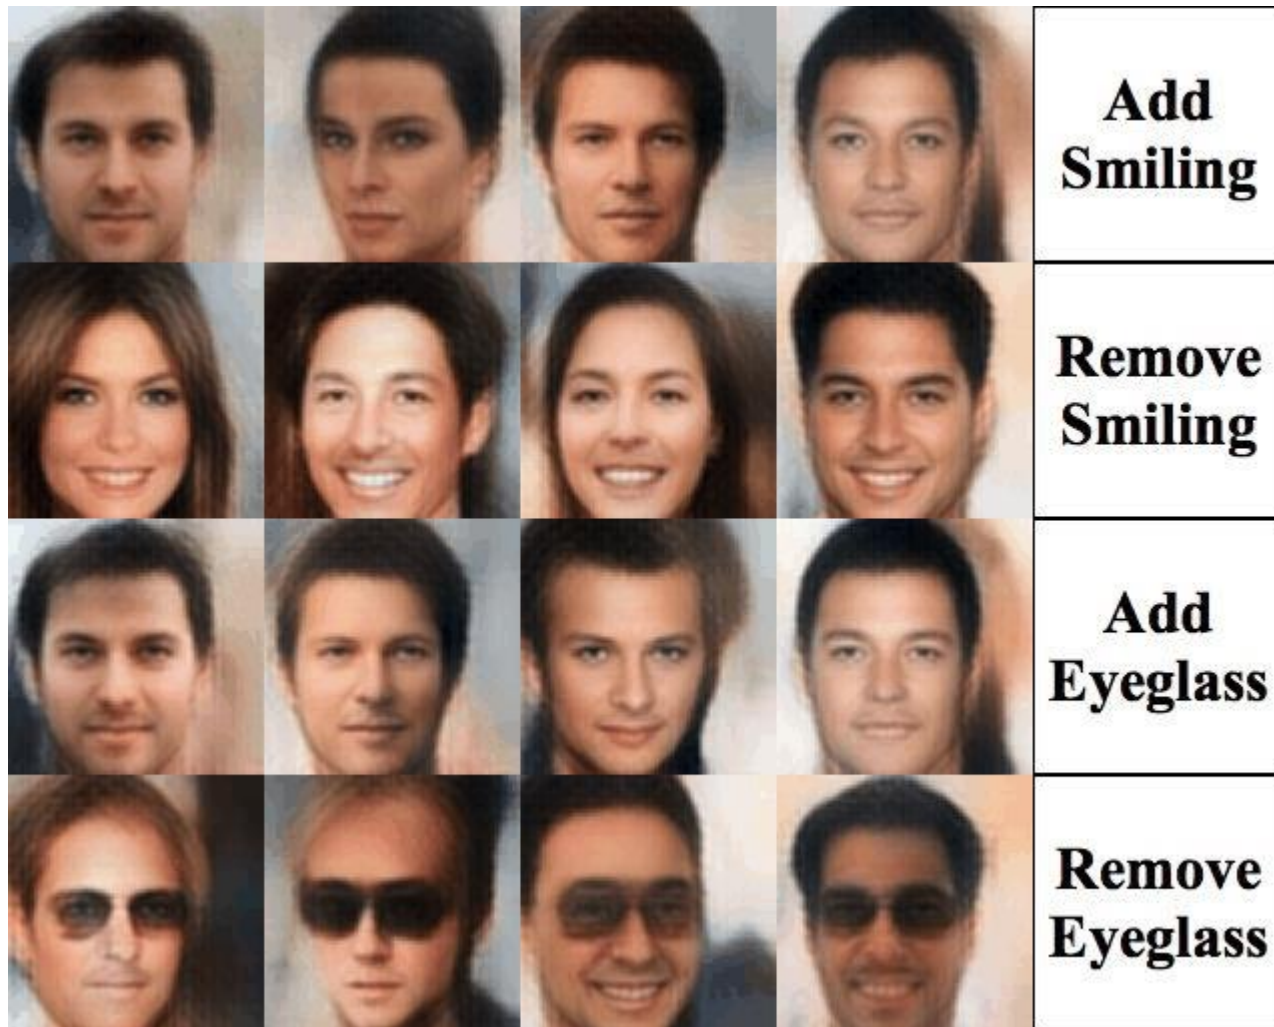 Add
Smiling
Remove
Smiling
Add
Eyeglass
Remove
Eyeglass